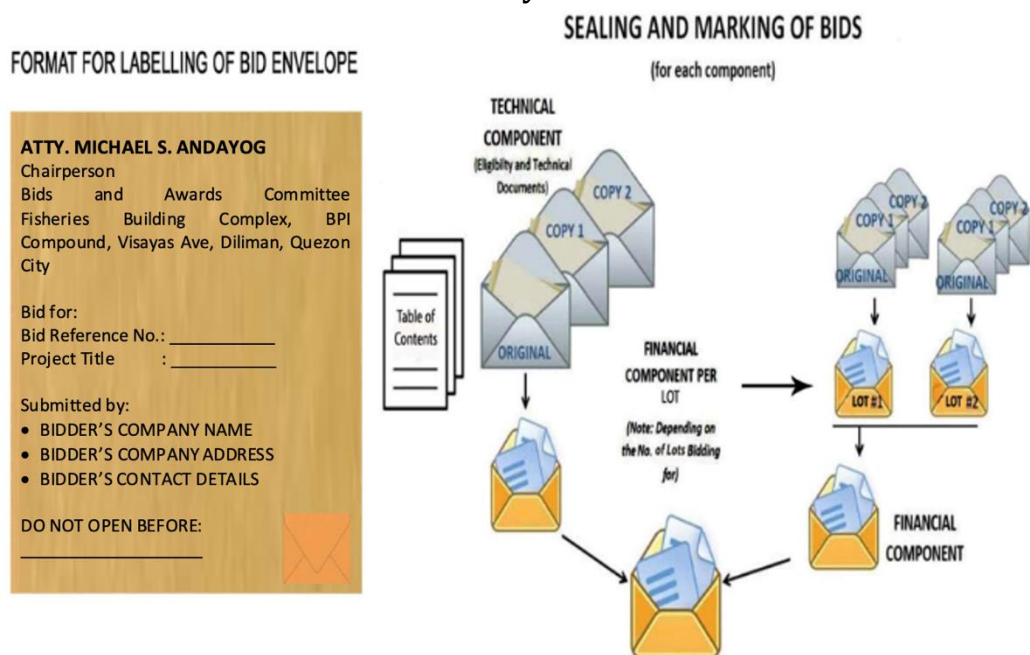 FORMAT FOR LABELLING OF BID ENVELOPE
ATTY. MICHAEL S. ANDAYOG
Chairperson
Bids and Awards Committee
Fisheries Building Complex, BPI
Compound, Visayas Ave, Diliman, Quezon
City
Bid for:
Bid Reference No.: ___________
Project Title : ___________
Submitted by:
• BIDDER'S COMPANY NAME
• BIDDER'S COMPANY ADDRESS
• BIDDER'S CONTACT DETAILS
DO NOT OPEN BEFORE:
___________________
SEALING AND MARKING OF BIDS
(for each component)
TECHNICAL
COMPONENT
(Eligibilty and Technical
Documents)
COPY 2
COPY 1
ORIGINAL
Table of
Contents
FINANCIAL
COMPONENT PER
LOT
(Note: Depending on
the No. of Lots Bidding
for)
COPY 2
COPY 1
ORIGINAL
COPY 2
COPY 1
ORIGINAL
LOT #1
LOT #2
FINANCIAL
COMPONENT